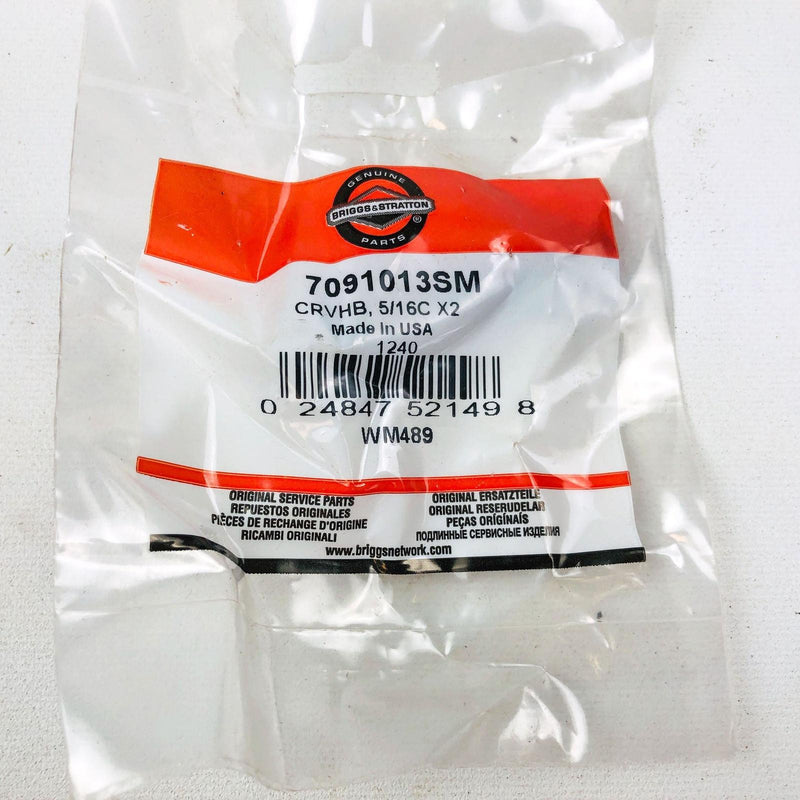 GENUINE
BRIGGS&STRATTON
®
PARTS
7091013SM
CRVHB, 5/16C X2
Made In USA
1240
0 24847 52149 8
WM489
ORIGINAL SERVICE PARTS
REPUESTOS ORIGINALES
PIÈCES DE RECHANGE D'ORIGINE
RICAMBI ORIGINALI
ORIGINAL ERSATZTEILE
ORIGINAL RESERUDELAR
PEÇAS ORIGINAIS
ПОДЛИННЫЕ СЕРВИСНЫЕ ИЗДЕЛИЯ
www.briggsnetwork.com